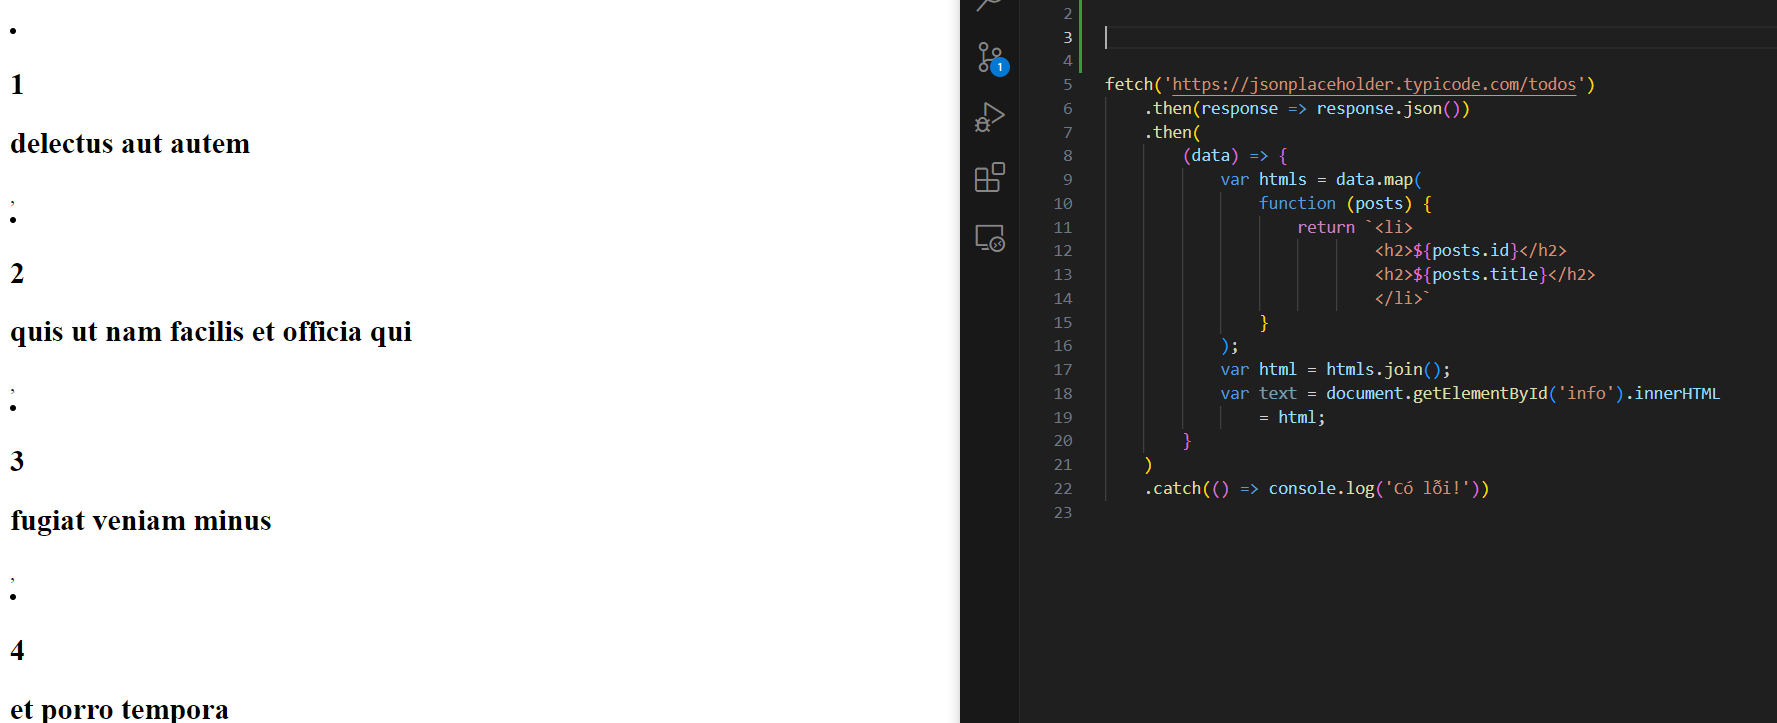 1
delectus aut autem
,
2
quis ut nam facilis et officia qui
,
3
fugiat veniam minus
,
4
et porro tempora
1
2
3
4
5 fetch('https://jsonplaceholder.typicode.com/todos')
6 .then(response => response.json())
7 .then(
8 (data) => {
9 var htmls = data.map(
10 function (posts) {
11 return `<li>
12 <h2>${posts.id}</h2>
13 <h2>${posts.title}</h2>
14 </li>`
15 }
16 );
17 var html = htmls.join();
18 var text = document.getElementById('info').innerHTML
19 = html;
20 }
21 )
22 .catch(() => console.log('Có lỗi!'))
23